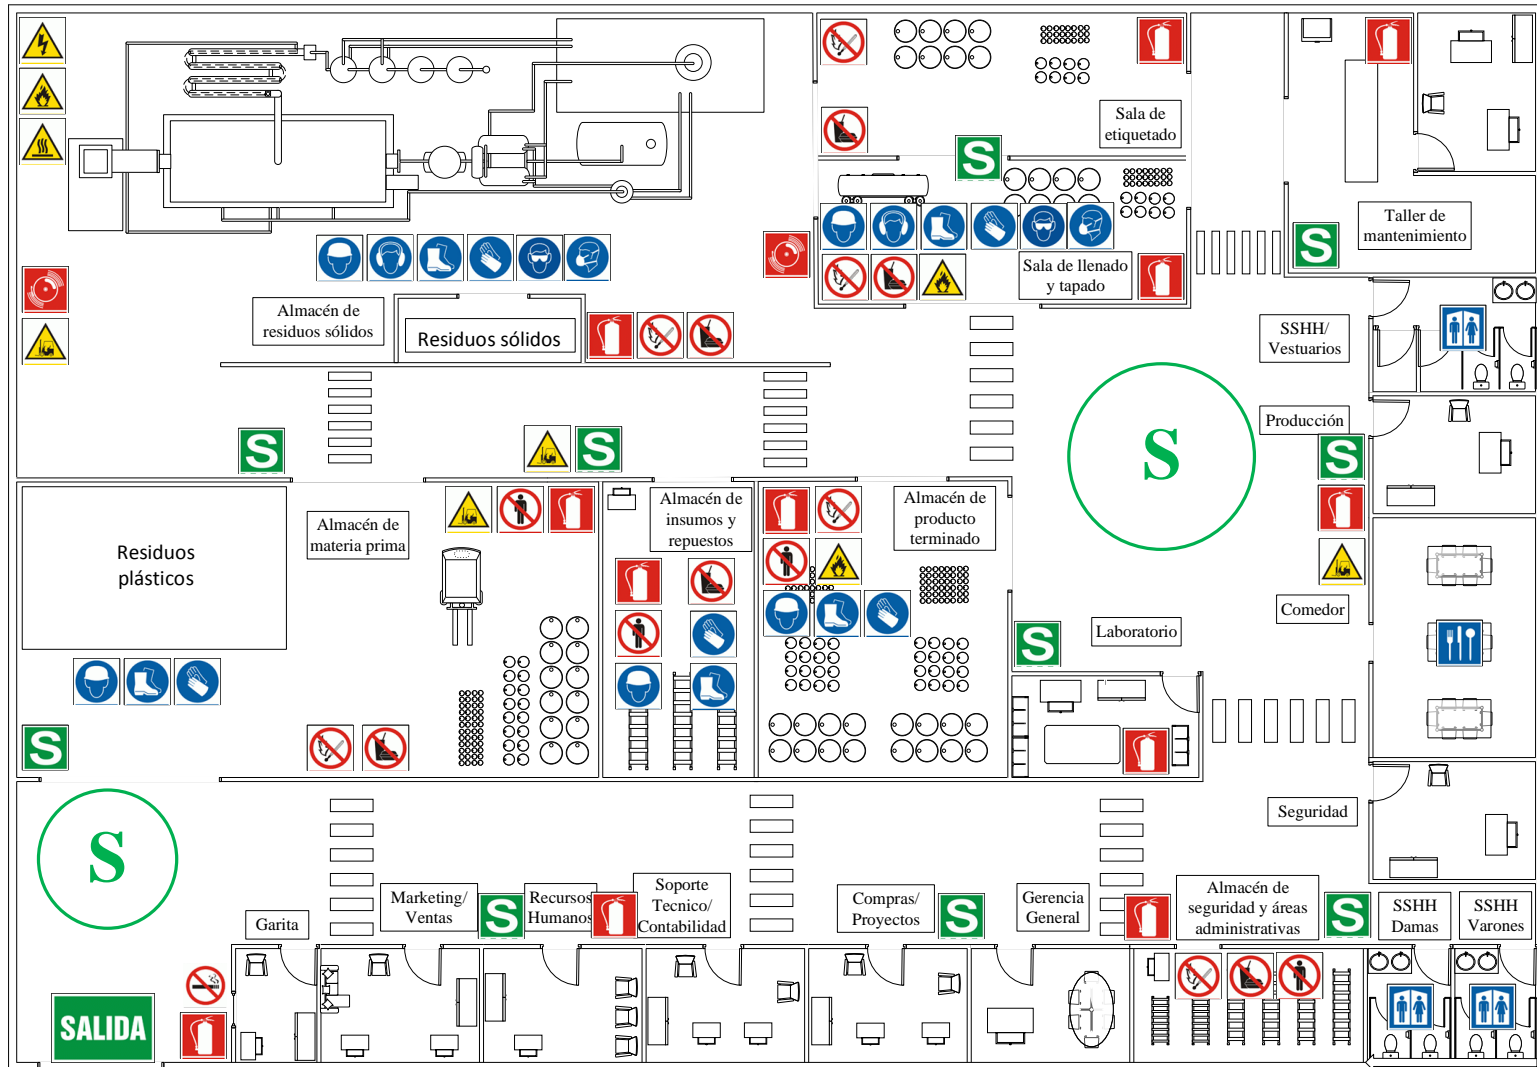 Sala de
etiquetado
S
Taller de
mantenimiento
S
Sala de llenado
y tapado
Almacén de
residuos sólidos
Residuos sólidos
SSHH/
Vestuarios
Producción
S
S
S
S
S
Almacén de
materia prima
Almacén de
insumos y
repuestos
Almacén de
producto
terminado
Residuos
plásticos
Comedor
Laboratorio
S
S
Seguridad
S
Garita
Marketing/
Ventas
S
Recursos
Humanos
Soporte
Tecnico/
Contabilidad
Compras/
Proyectos
S
Gerencia
General
Almacén de
seguridad y áreas
administrativas
S
SSHH
Damas
SSHH
Varones
SALIDA